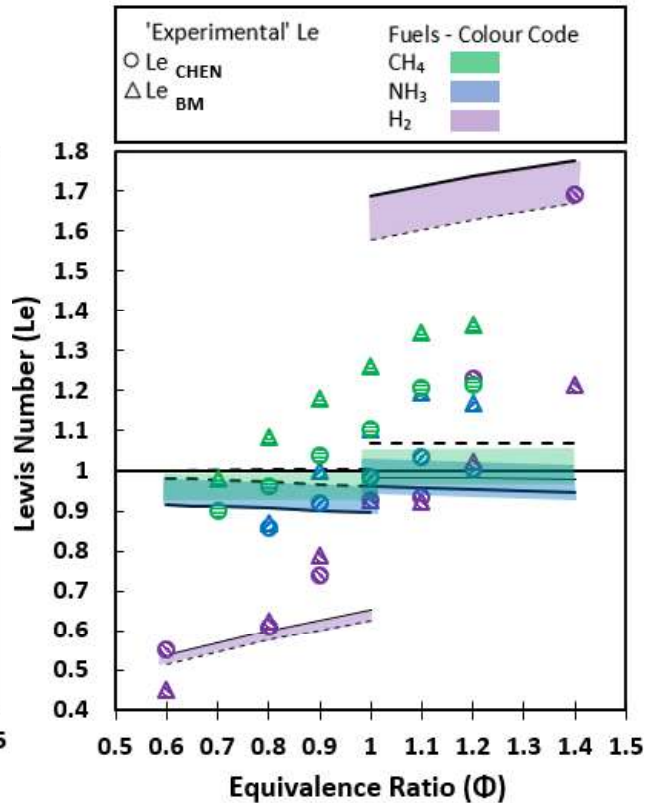 'Experimental' Le
○ Le CHEN
△ Le BM
Fuels - Colour Code
CH₄
NH₃
H₂
1.8
1.7
1.6
1.5
1.4
1.3
1.2
1.1
1
0.9
0.8
0.7
0.6
0.5
0.4
Lewis Number (Le)
5
0.5 0.6 0.7 0.8 0.9 1 1.1 1.2 1.3 1.4 1.5
Equivalence Ratio (Φ)